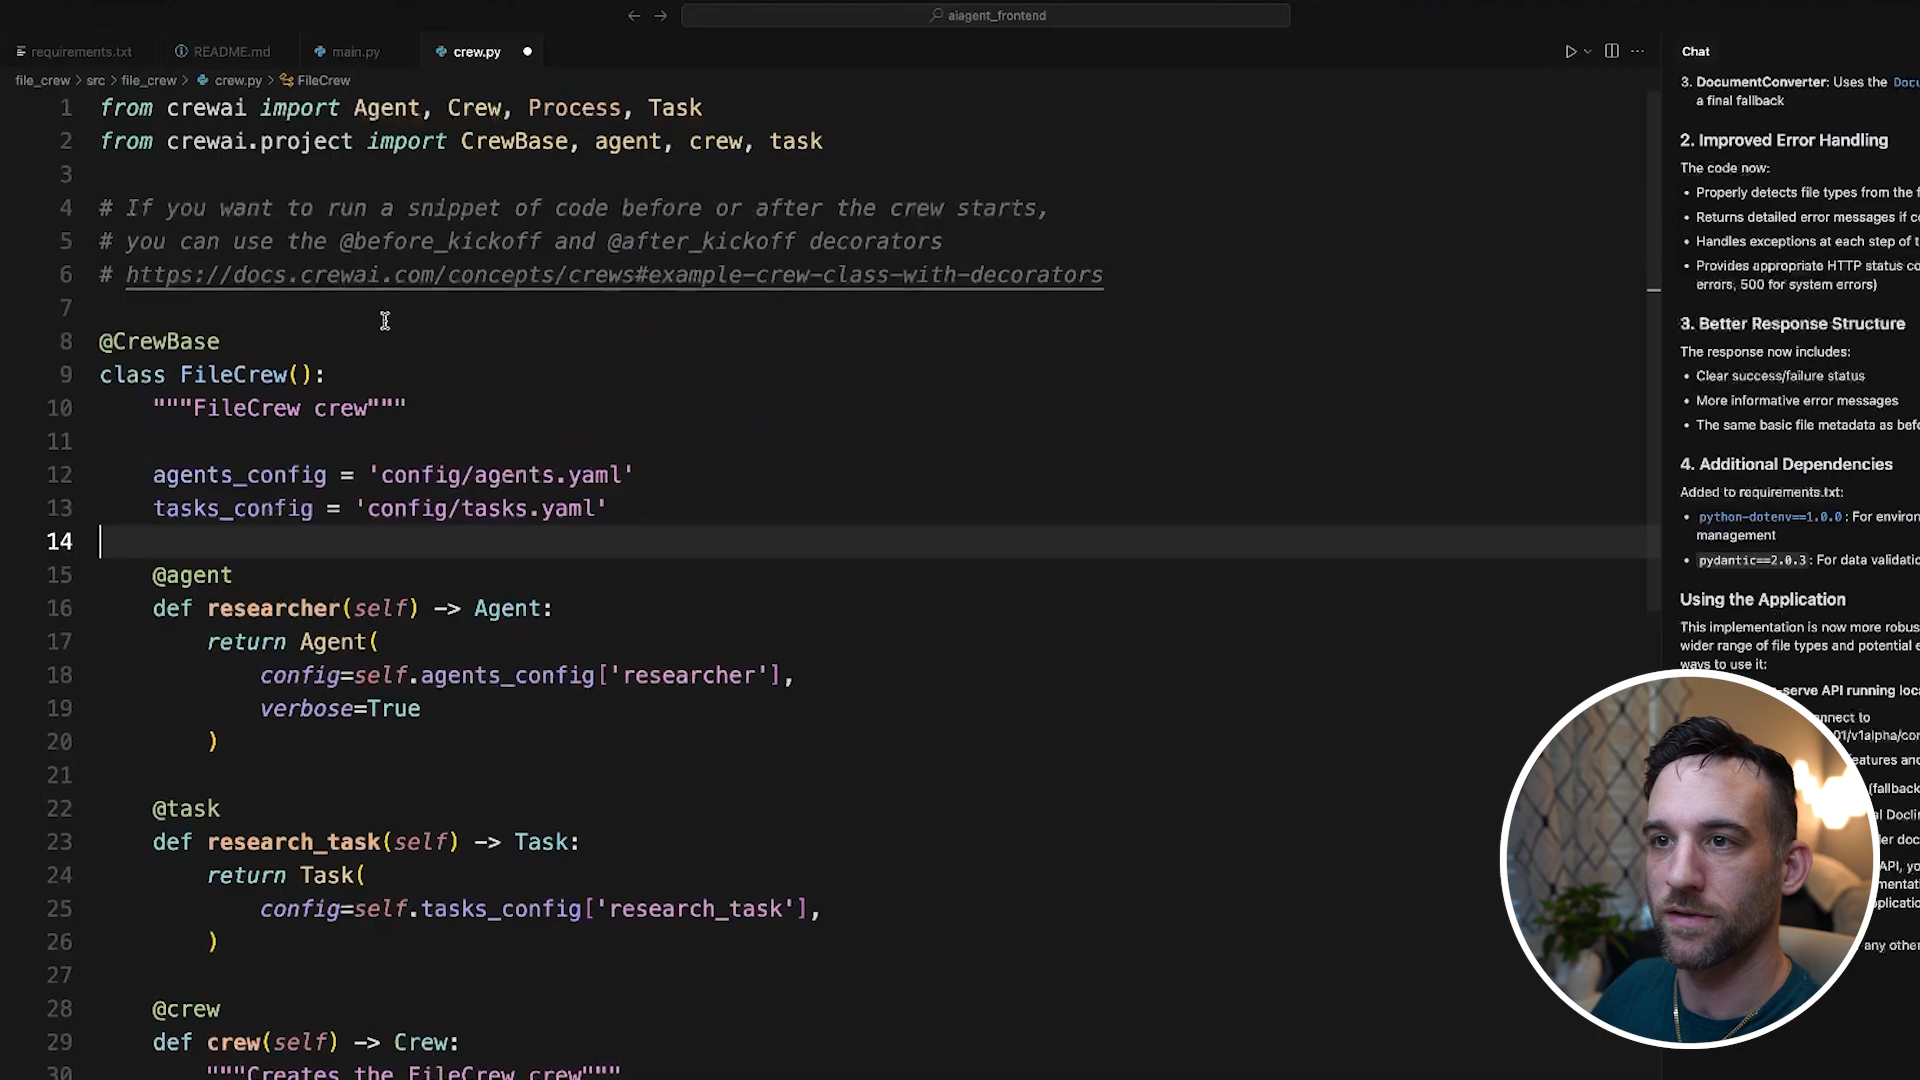 aiagent_frontend
requirements.txt
README.md
main.py
crew.py
file_crew > src > file_crew > crew.py > FileCrew
1 from crewai import Agent, Crew, Process, Task
2 from crewai.project import CrewBase, agent, crew, task
3
4 # If you want to run a snippet of code before or after the crew starts,
5 # you can use the @before_kickoff and @after_kickoff decorators
6 # https://docs.crewai.com/concepts/crews#example-crew-class-with-decorators
7
8 @CrewBase
9 class FileCrew():
10 """FileCrew crew"""
11
12 agents_config = 'config/agents.yaml'
13 tasks_config = 'config/tasks.yaml'
14
15 @agent
16 def researcher(self) -> Agent:
17 return Agent(
18 config=self.agents_config['researcher'],
19 verbose=True
20 )
21
22 @task
23 def research_task(self) -> Task:
24 return Task(
25 config=self.tasks_config['research_task'],
26 )
27
28 @crew
29 def crew(self) -> Crew:
30 """Creates the FileCrew crew"""
Chat
3. DocumentConverter: Uses the
a final fallback
2. Improved Error Handling
The code now:
• Properly detects file types from the
• Returns detailed error messages if
• Handles exceptions at each step of
• Provides appropriate HTTP status
errors, 500 for system errors)
3. Better Response Structure
The response now includes:
• Clear success/failure status
• More informative error messages
• The same basic file metadata as
4. Additional Dependencies
Added to requirements.txt:
• python-dotenv==1.0.0: For
management
• pydantic==2.0.3: For data
Using the Application
This implementation is now more
wider range of file types and potential
ways to use it:
-serve API running
to
01/v1alpha/
features
(fallback
API,
any other